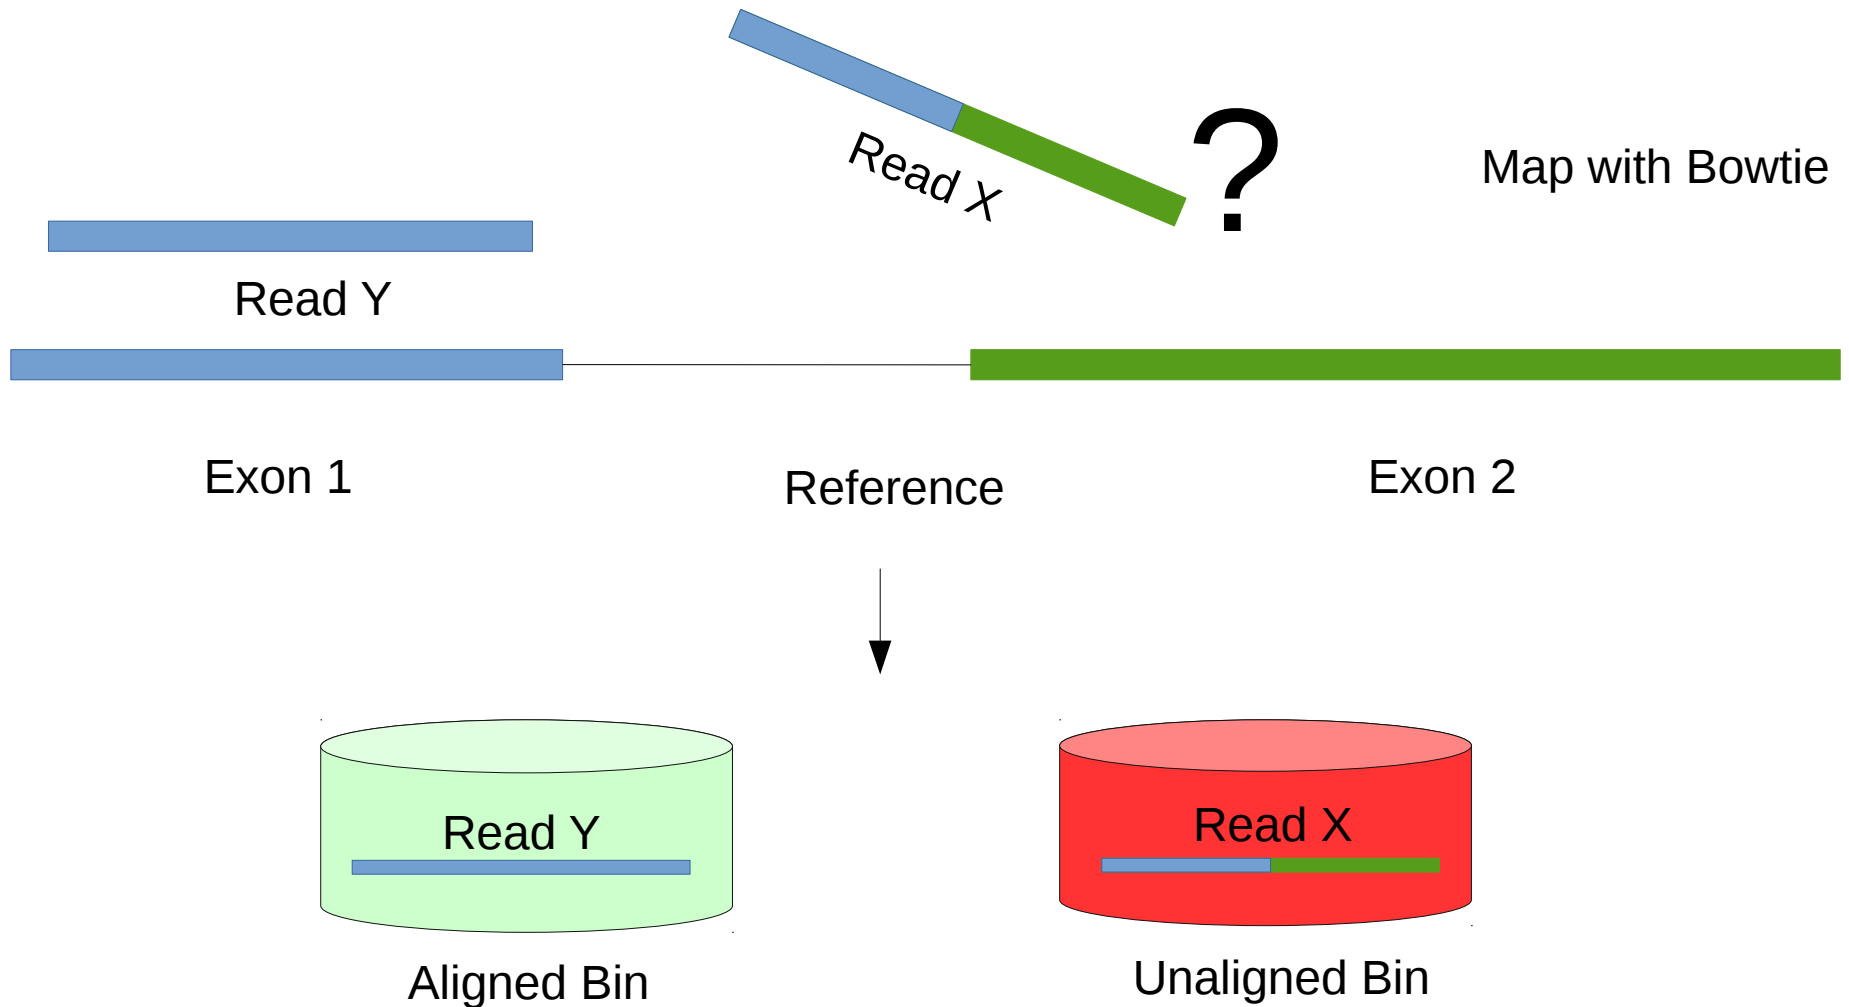 Read X
?
Map with Bowtie
Read Y
Exon 1
Reference
Exon 2
Read Y
Read X
Aligned Bin
Unaligned Bin